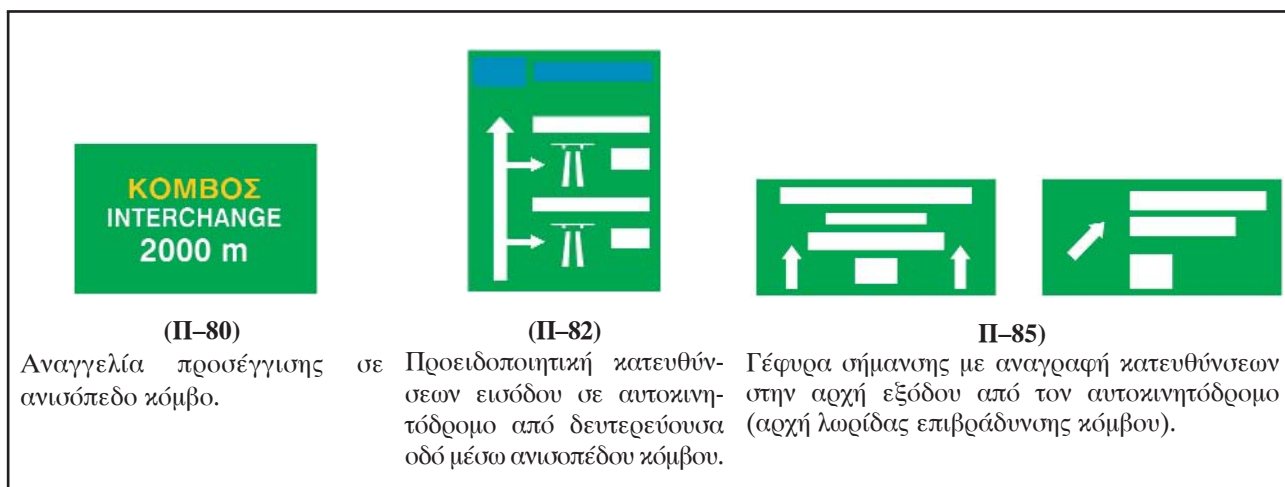 ΚΟΜΒΟΣ
INTERCHANGE
2000 m
(Π–80)
Αναγγελία προσέγγισης σε
ανισόπεδο κόμβο.
(Π–82)
Προειδοποιητική κατευθύν-
σεων εισόδου σε αυτοκινη-
τόδρομο από δευτερεύουσα
οδό μέσω ανισοπέδου κόμβου.
Π–85)
Γέφυρα σήμανσης με αναγραφή κατευθύνσεων
στην αρχή εξόδου από τον αυτοκινητόδρομο
(αρχή λωρίδας επιβράδυνσης κόμβου).